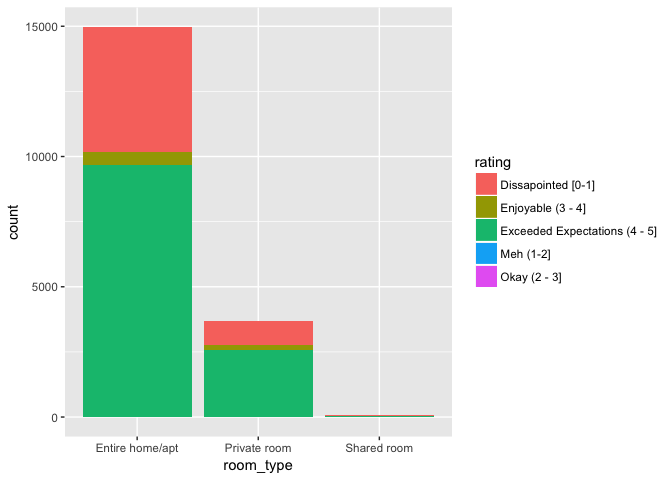 15000
10000
5000
0
count
Entire home/apt Private room Shared room
room_type
rating
Dissapointed [0-1]
Enjoyable (3 - 4]
Exceeded Expectations (4 - 5]
Meh (1-2]
Okay (2 - 3]